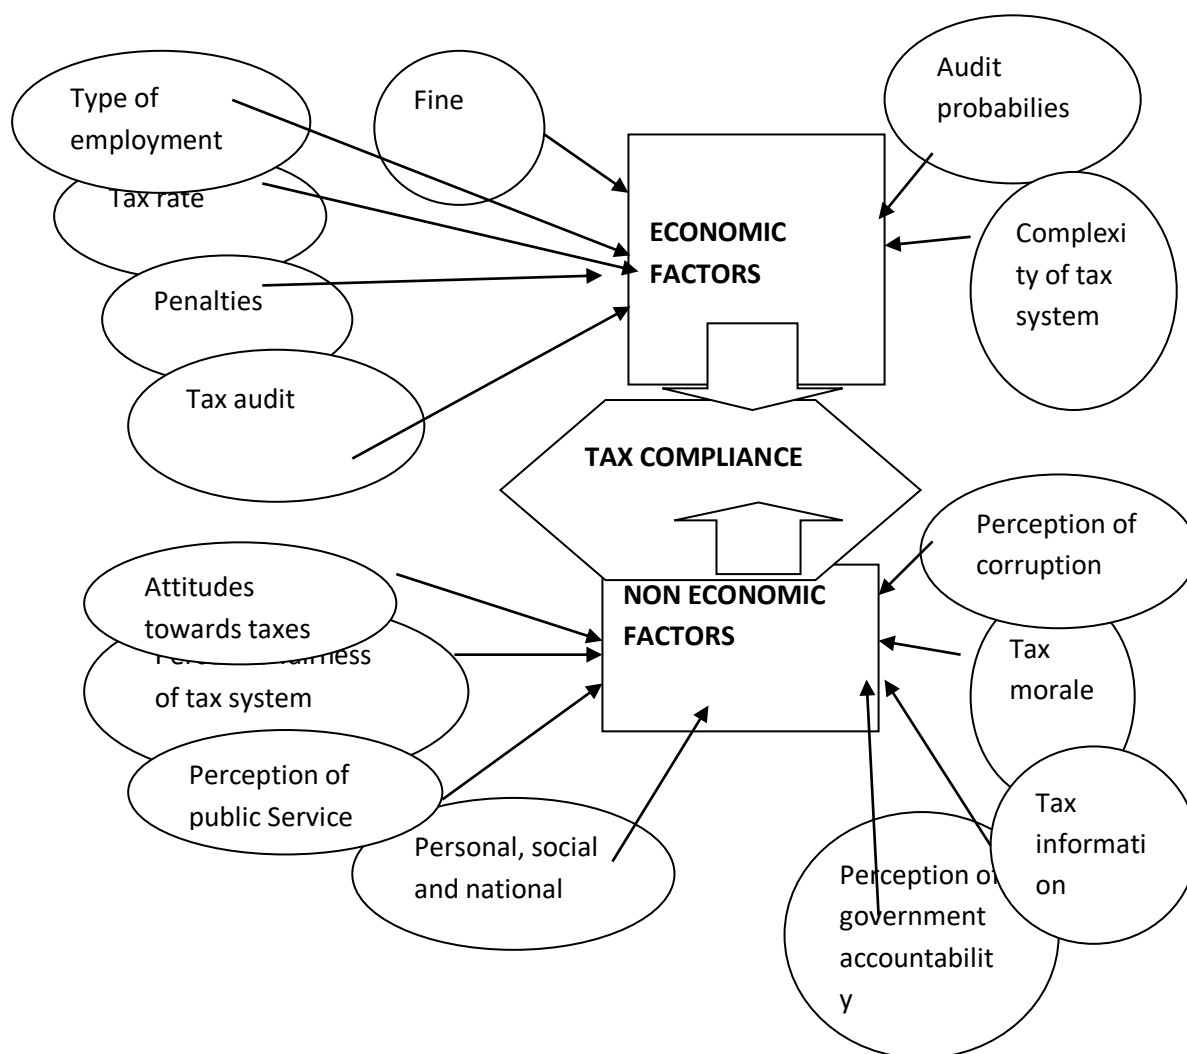 Type of
employment
Tax rate
Penalties
Tax audit
Fine
Audit
probabilies
Complexi
ty of tax
system
ECONOMIC
FACTORS
TAX COMPLIANCE
NON ECONOMIC
FACTORS
Attitudes
towards taxes
of tax system
Perception of
public Service
Personal, social
and national
Perception of
corruption
Tax
morale
Tax
informati
on
Perception of
government
accountabilit
y